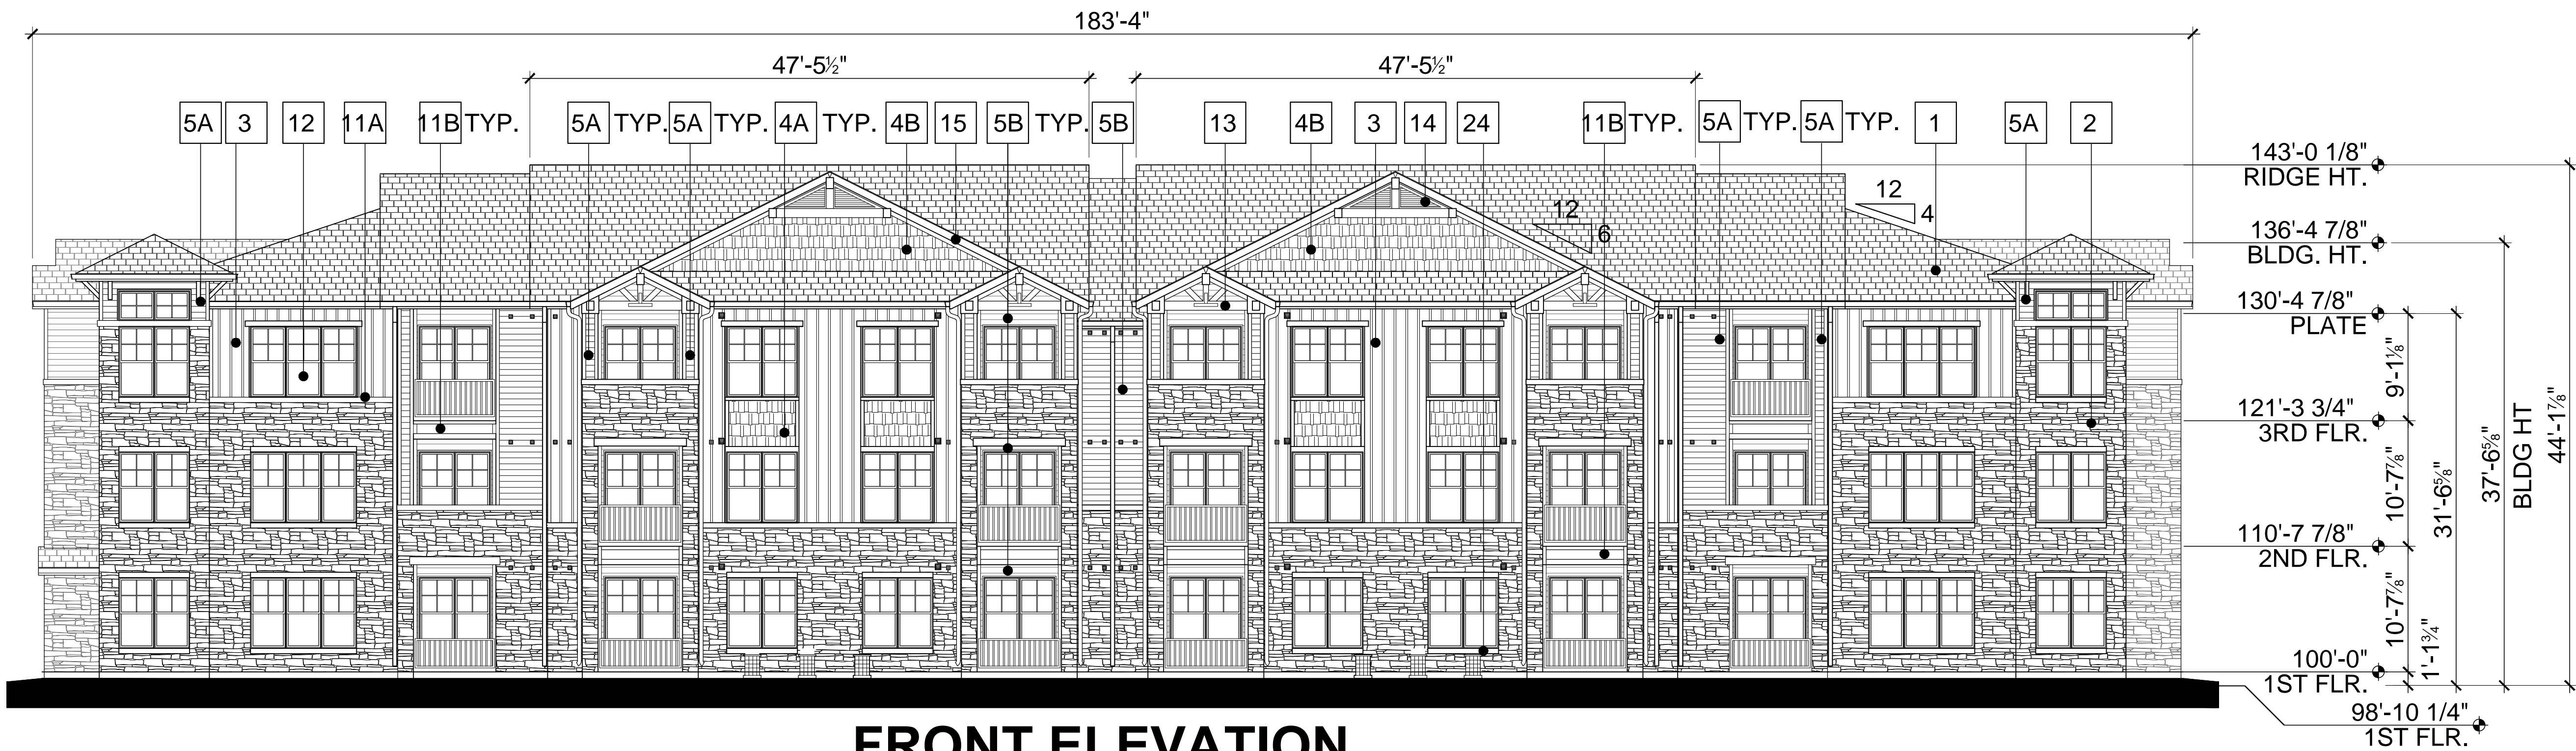 183'-4"
47'-5½" 47'-5½"
5A 3 12 11A 11B TYP. 5A TYP. 5A TYP. 4A TYP. 4B 15 5B TYP. 5B 13 4B 3 14 24 11B TYP. 5A TYP. 5A TYP. 1 5A 2
143'-0 1/8"
RIDGE HT.
12
4
12
6
136'-4 7/8"
BLDG. HT.
130'-4 7/8"
PLATE
9'-1⅛"
121'-3 3/4"
3RD FLR.
10'-7⅞"
31'-6⅝"
37'-6⅝"
BLDG HT
44'-1⅞"
110'-7 7/8"
2ND FLR.
10'-7⅞"
1'-1¾"
100'-0"
1ST FLR.
98'-10 1/4"
1ST FLR.
FRONT ELEVATION